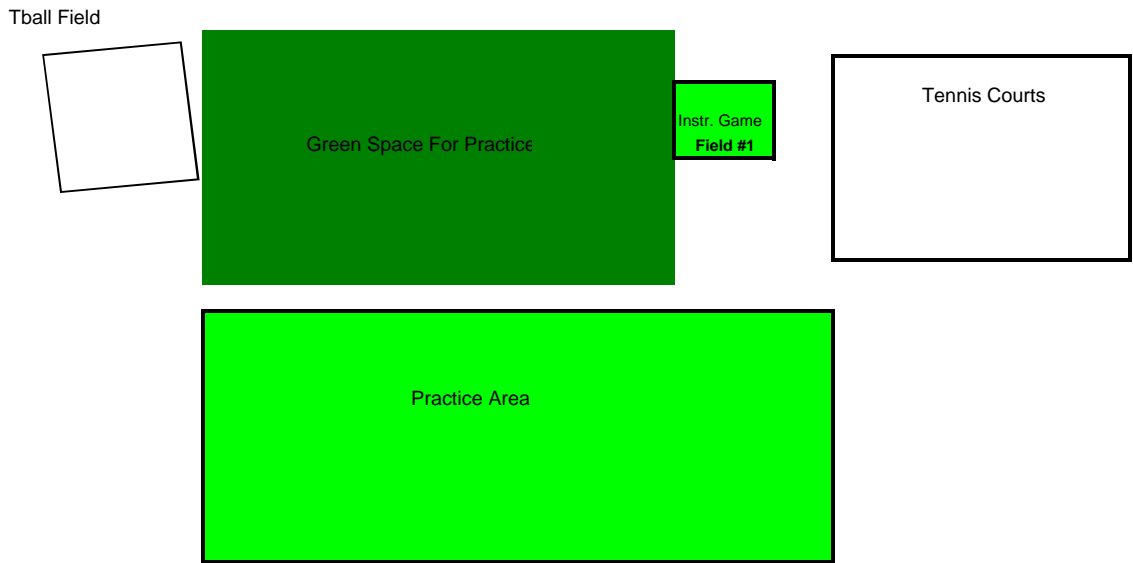 Tball Field
Tennis Courts
Instr. Game
Field #1
Green Space For Practice
Practice Area